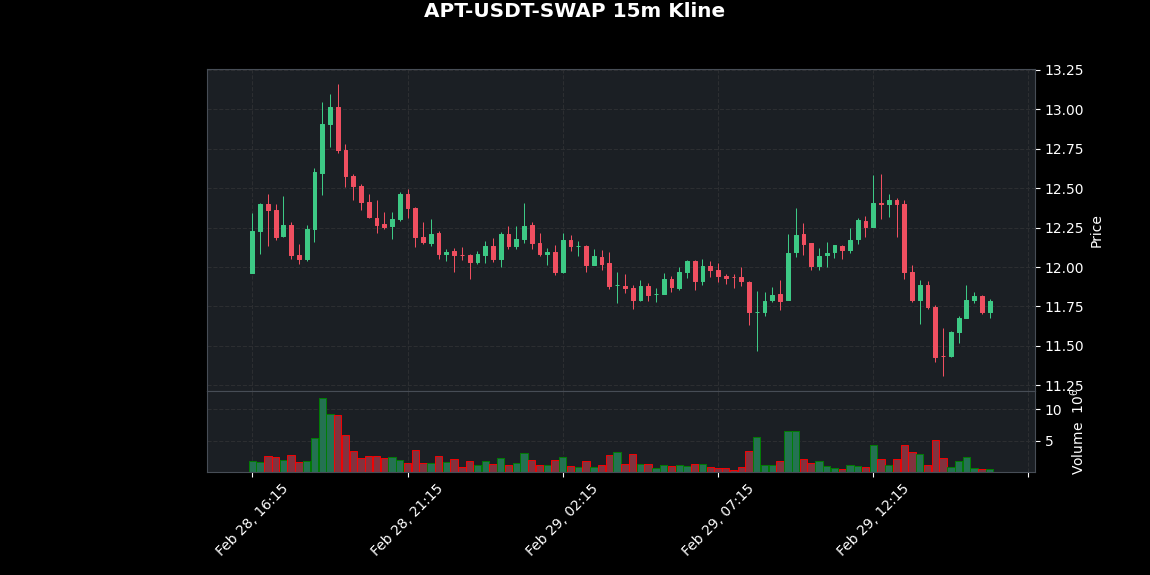 APT-USDT-SWAP 15m Kline
13.25
13.00
12.75
12.50
12.25
12.00
11.75
11.50
11.25
Price
10
5
Volume 10^6
Feb 28, 16:15
Feb 28, 21:15
Feb 29, 02:15
Feb 29, 07:15
Feb 29, 12:15